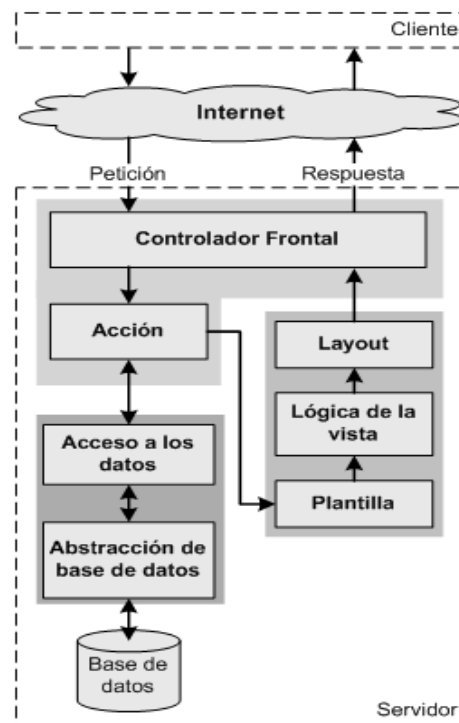 Cliente
Internet
Petición
Respuesta
Controlador Frontal
Acción
Layout
Lógica de la
vista
Acceso a los
datos
Plantilla
Abstracción de
base de datos
Base de
datos
Servidor